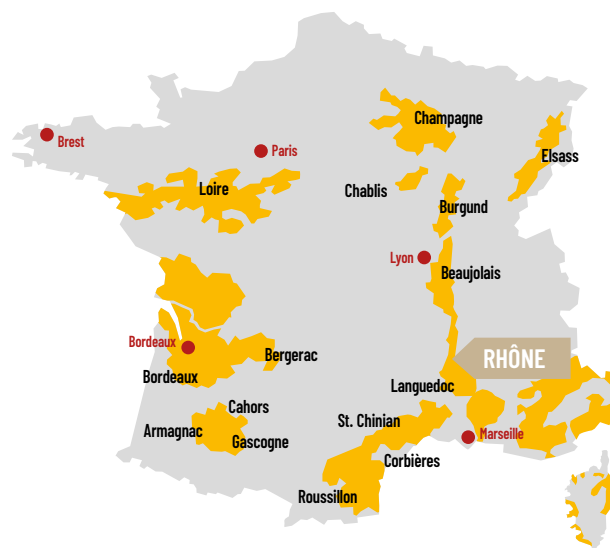 Champagne
Brest
Paris
Elsass
Loire
Chablis
Burgund
Lyon
Beaujolais
Bordeaux
Bergerac
RHÔNE
Bordeaux
Languedoc
Cahors
St. Chinian
Armagnac
Gascogne
Marseille
Corbières
Roussillon